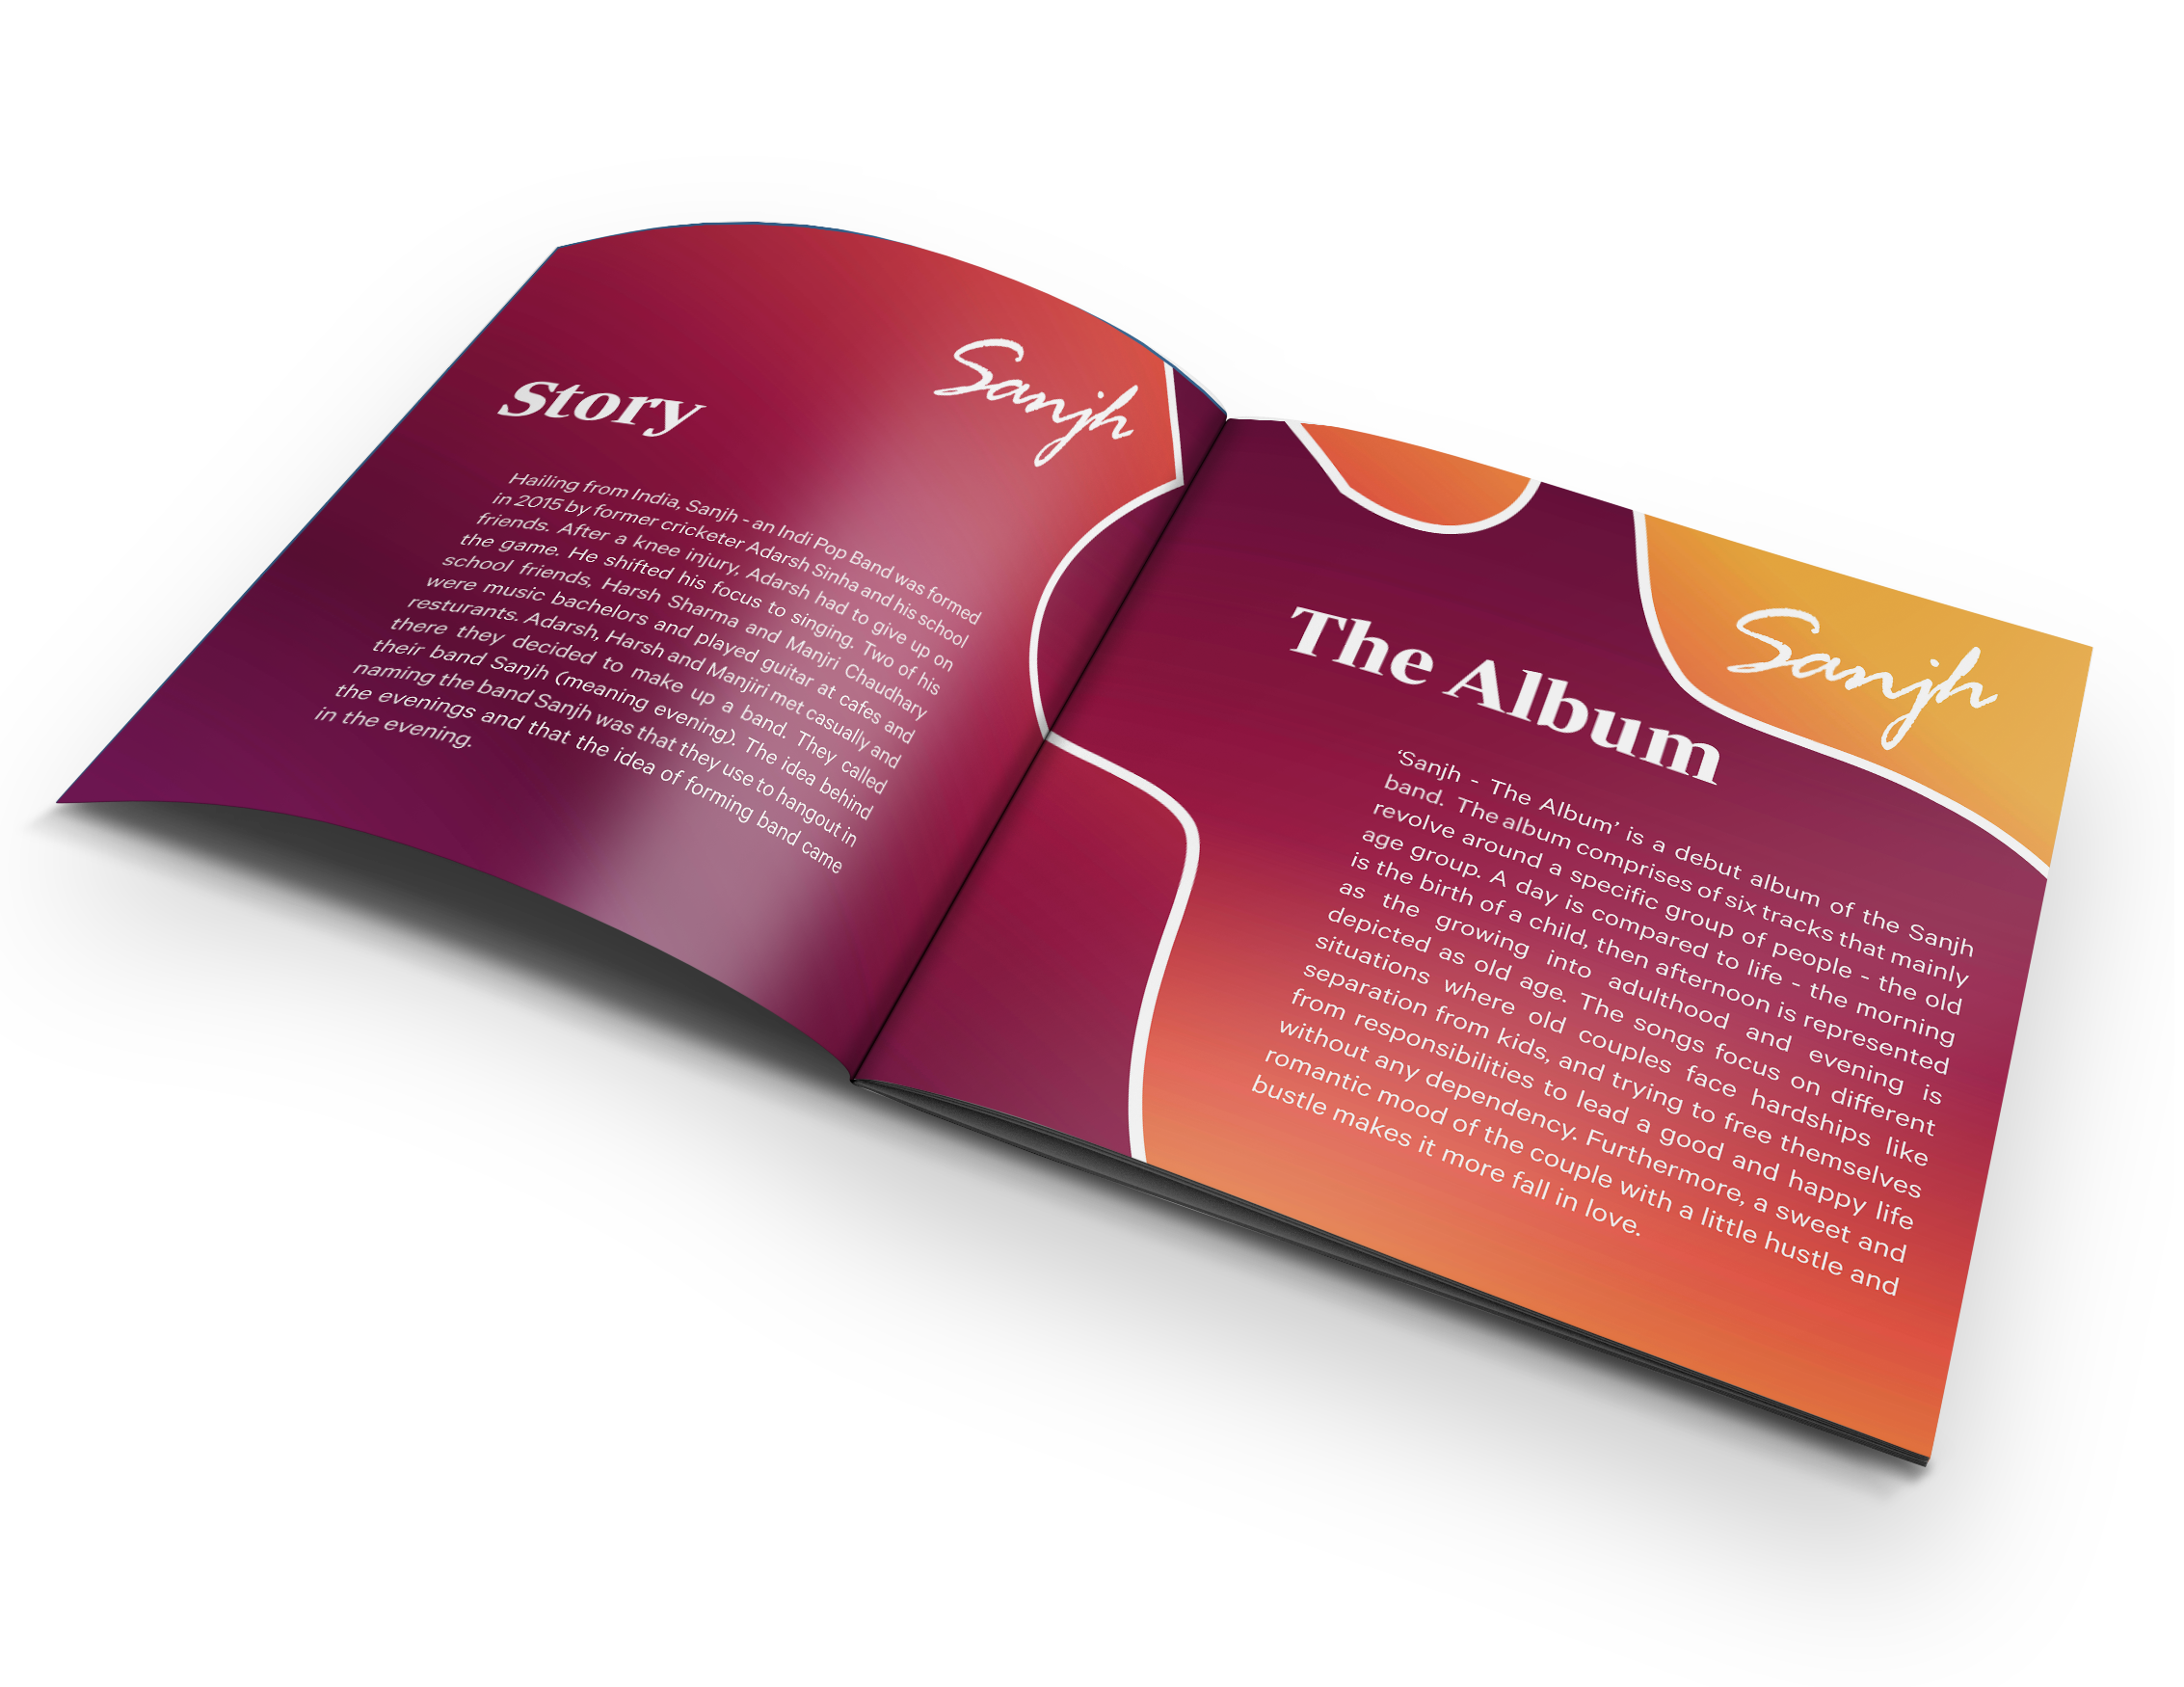 Sanjh
Story
Hailing from India, Sanjh - an Indi Pop Band was formed
in 2015 by former cricketer Adarsh Sinha and his school
friends. After a knee injury, Adarsh had to give up on
the game. He shifted his focus to singing. Two of his
school friends, Harsh Sharma and Manjri Chaudhary
were music bachelors and played guitar at cafes and
resturants. Adarsh, Harsh and Manjiri met casually and
there they decided to make up a band. They called
their band Sanjh (meaning evening). The idea behind
naming the band Sanjh was that they use to hangout in
the evenings and that the idea of forming band came
in the evening.
Sanjh
The Album
‘Sanjh - The Album’ is a debut album of the Sanjh
band. The album comprises of six tracks that mainly
revolve around a specific group of people - the old
age group. A day is compared to life - the morning
is the birth of a child, then afternoon is represented
as the growing into adulthood and evening is
depicted as old age. The songs focus on different
situations where old couples face hardships like
separation from kids, and trying to free themselves
from responsibilities to lead a good and happy life
without any dependency. Furthermore, a sweet and
romantic mood of the couple with a little hustle and
bustle makes it more fall in love.